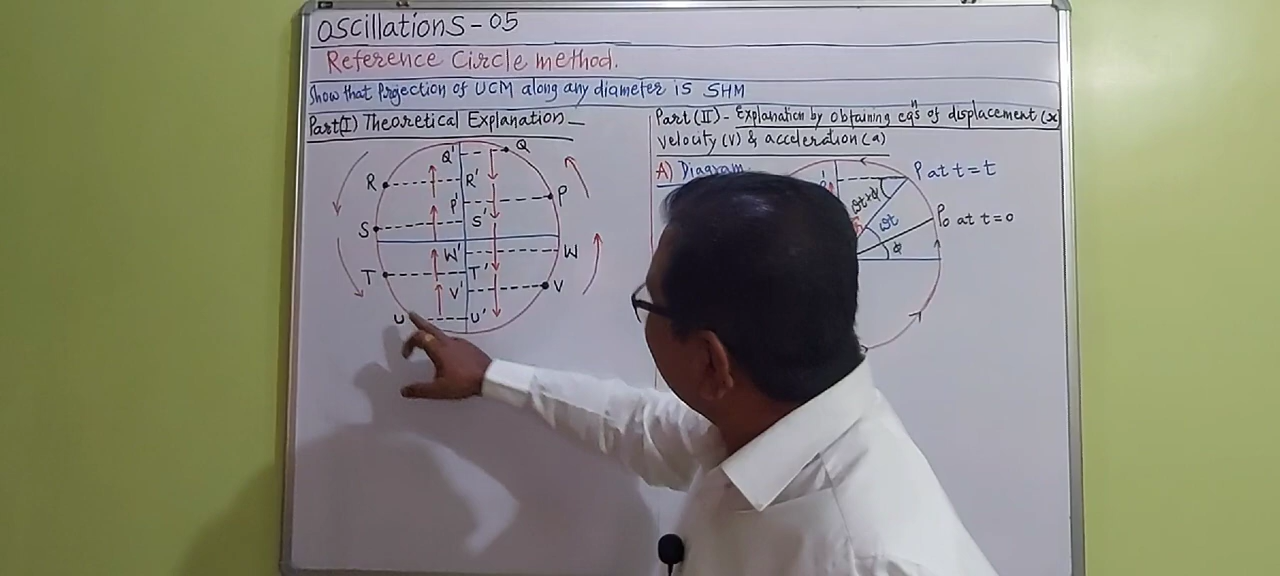 Oscillations - 05
Reference Circle method.
Show that Projection of UCM along any diameter is SHM
Part(I) Theoretical Explanation -
Q' Q
R R'
P' P
S S'
W' W
T T'
V' V
U U'
Part (II) - Explanation by obtaining eqⁿs of displacement (x)
velocity (v) & acceleration (a)
A) Diagram
P at t = t
ωt
P₀ at t = 0